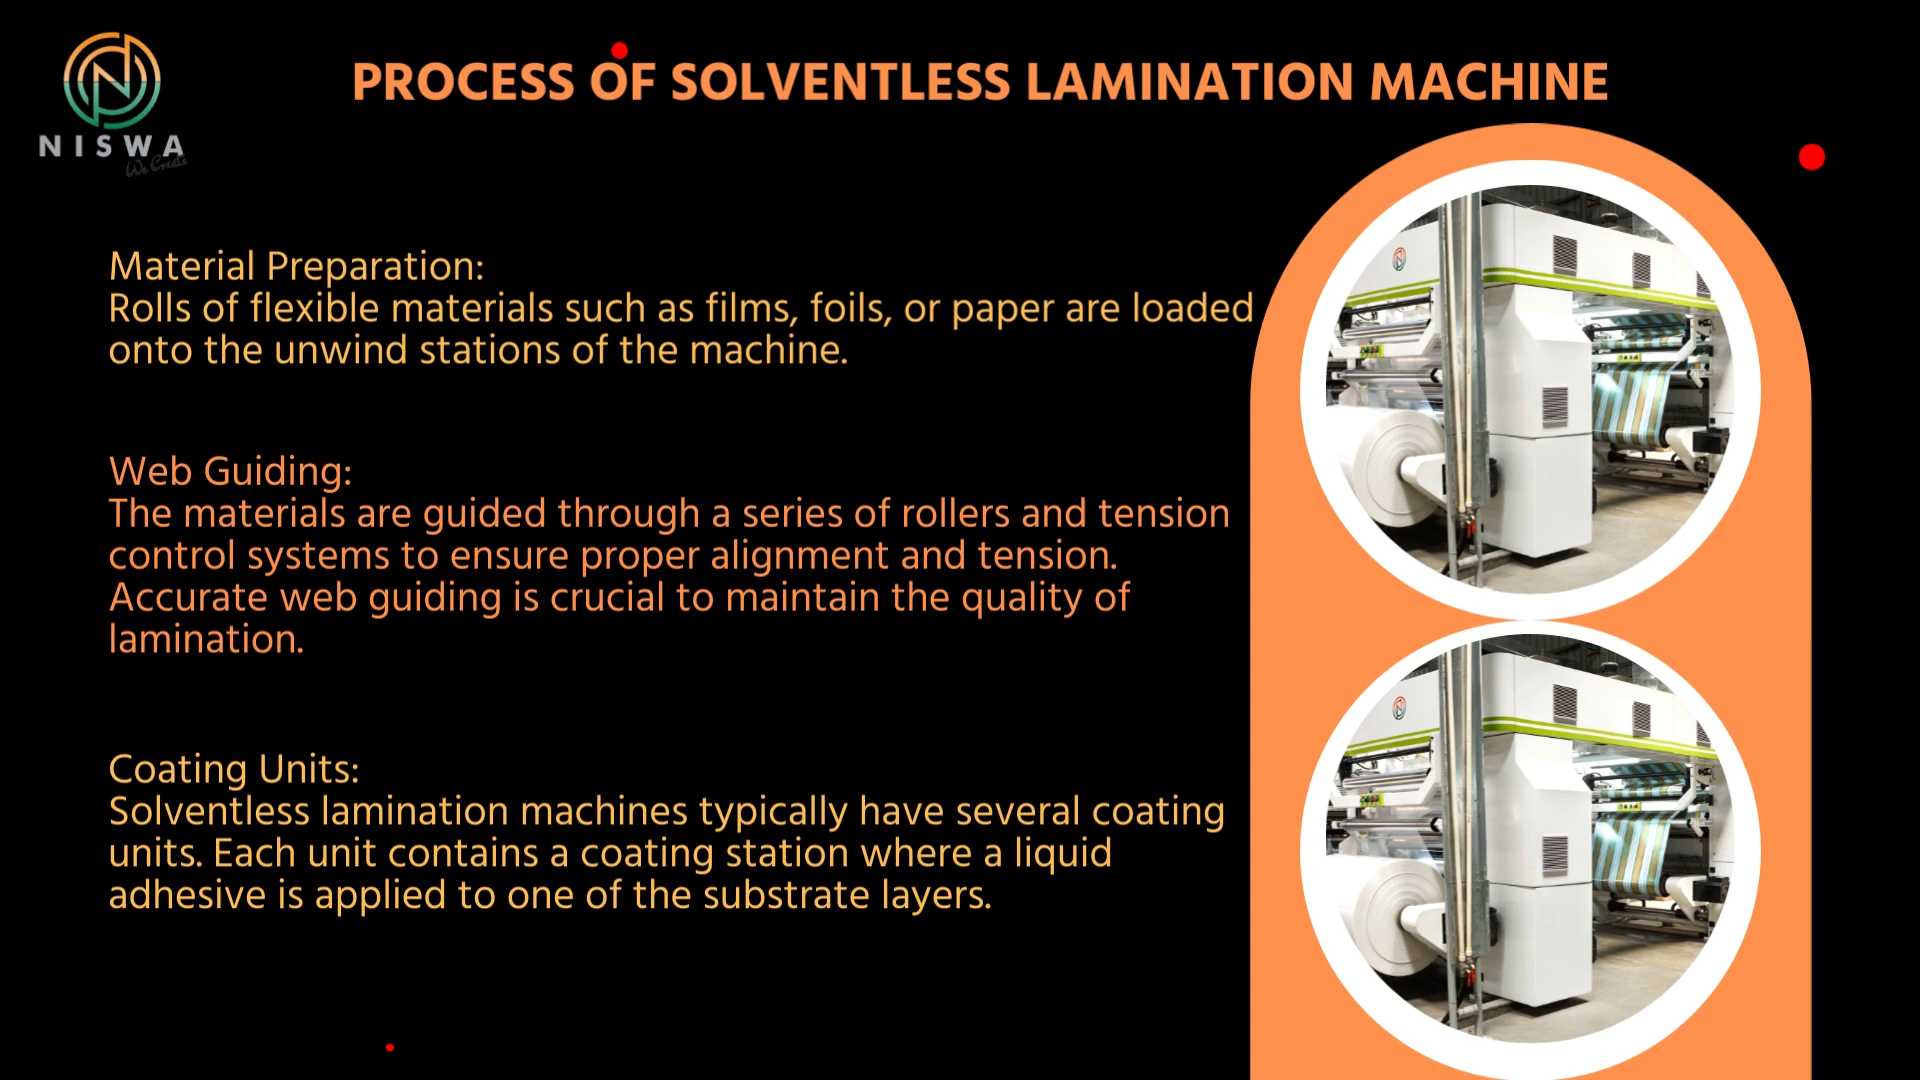 NISWA
We Create
PROCESS OF SOLVENTLESS LAMINATION MACHINE
Material Preparation:
Rolls of flexible materials such as films, foils, or paper are loaded
onto the unwind stations of the machine.
Web Guiding:
The materials are guided through a series of rollers and tension
control systems to ensure proper alignment and tension.
Accurate web guiding is crucial to maintain the quality of
lamination.
Coating Units:
Solventless lamination machines typically have several coating
units. Each unit contains a coating station where a liquid
adhesive is applied to one of the substrate layers.